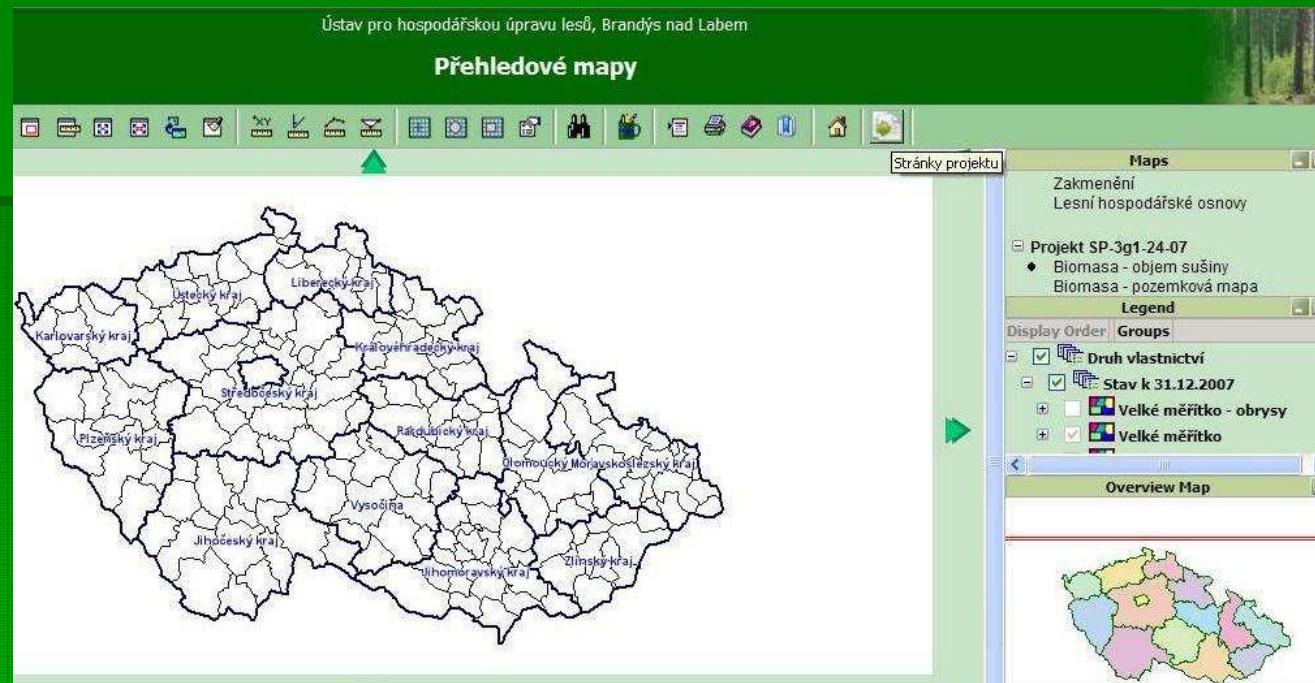 Ústav pro hospodářskou úpravu lesů, Brandýs nad Labem
Přehledové mapy
XY
Stránky projektu
Maps
Zakmenění
Lesní hospodářské osnovy
Projekt SP-3g1-24-07
Biomasa - objem sušiny
Biomasa - pozemková mapa
Legend
Display Order Groups
Druh vlastnictví
Stav k 31.12.2007
Velké měřítko - obrysy
Velké měřítko
Overview Map
Liberecký kraj
Ústecký kraj
Karlovarský kraj
Královéhradecký kraj
Středočeský kraj
Plzeňský kraj
Pardubický kraj
Olomoucký Moravskoslezský kraj
Vysočina
Jihočeský kraj
Zlínský kraj
Jihomoravský kraj